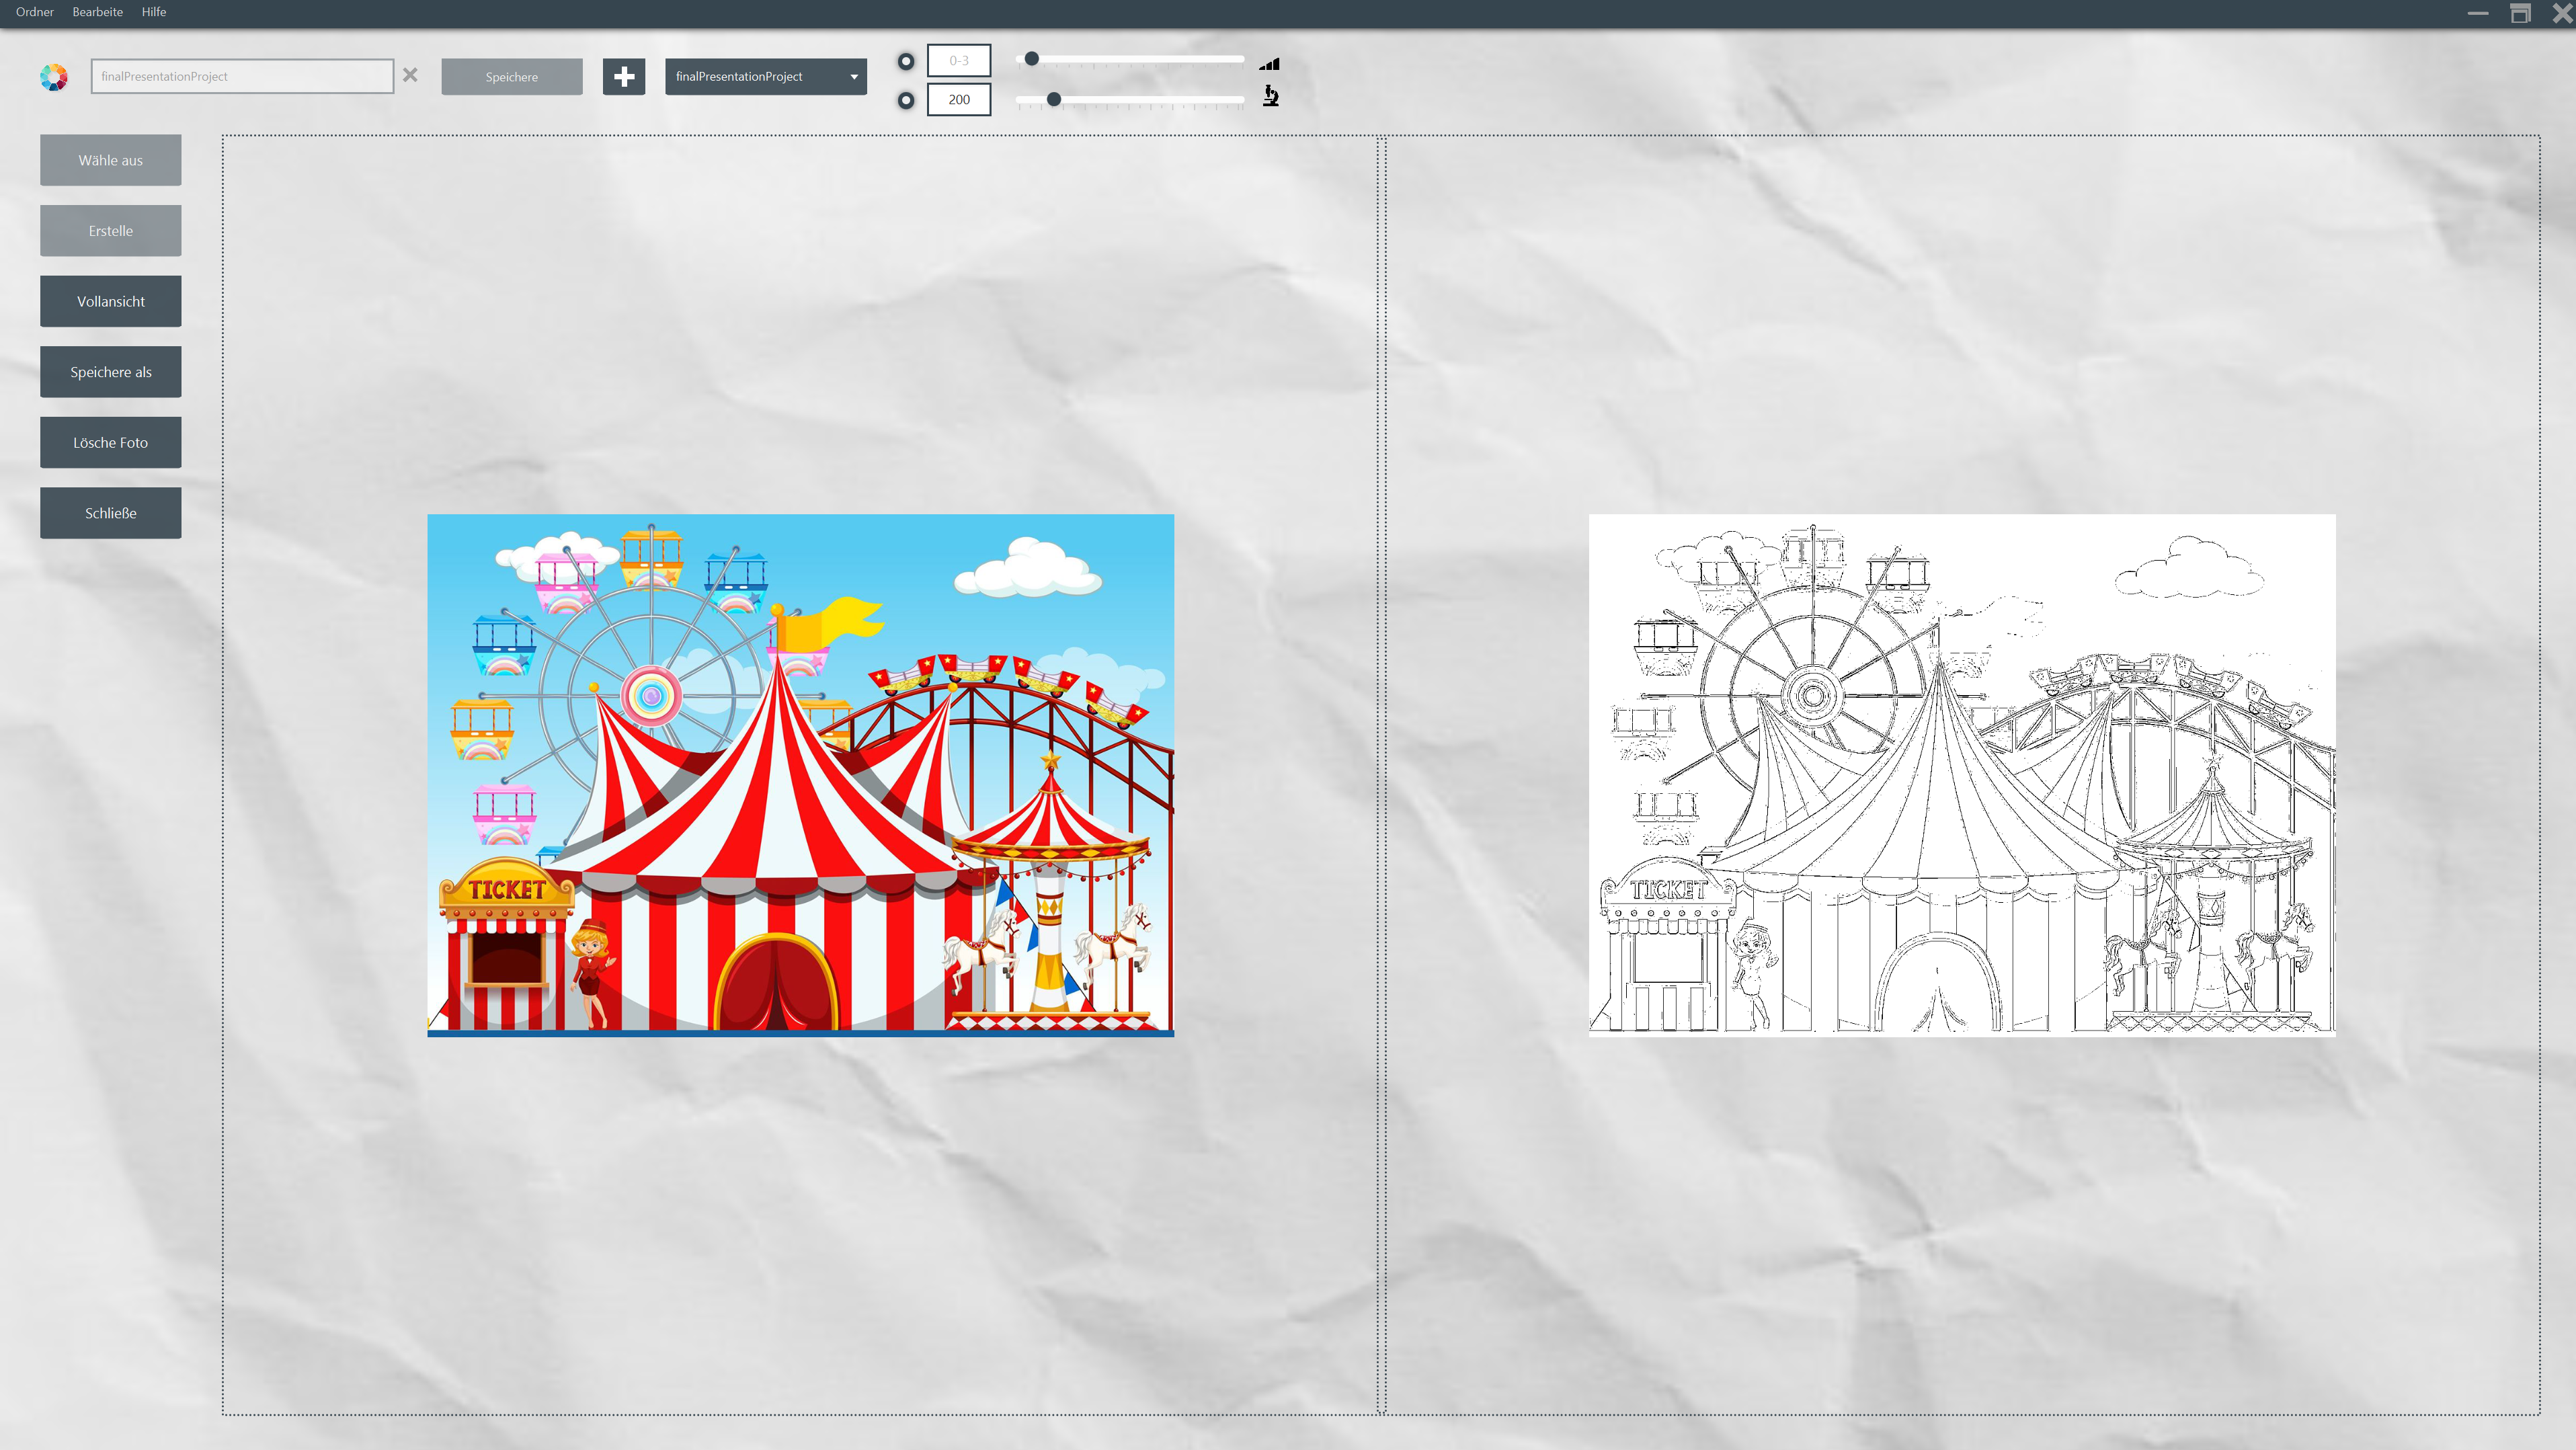 Ordner Bearbeite Hilfe
finalPresentationProject
Speichere
finalPresentationProject
0-3
200
Wähle aus
Erstelle
Vollansicht
Speichere als
Lösche Foto
Schließe
TICKET
TICKET